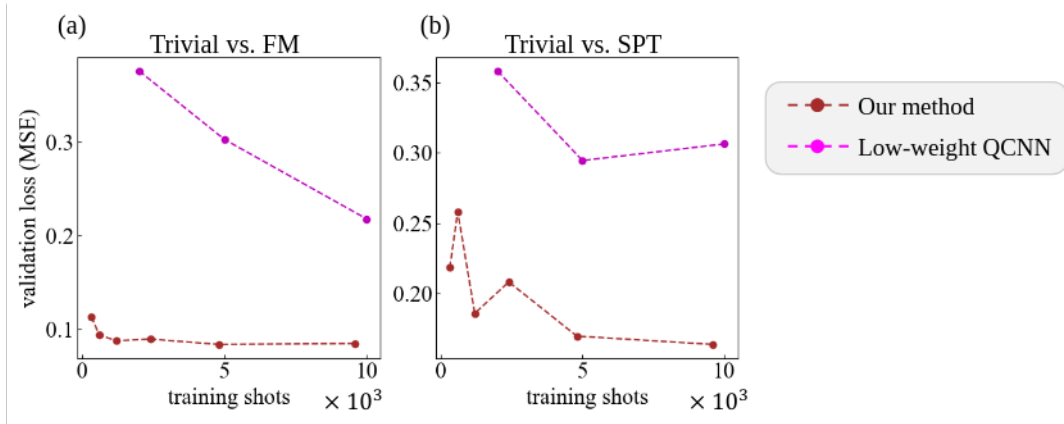 (a)
Trivial vs. FM
validation loss (MSE)
0.3
0.2
0.1
0
5
10
training shots
× 10³
(b)
Trivial vs. SPT
0.35
0.30
0.25
0.20
0
5
10
training shots
× 10³
Our method
Low-weight QCNN